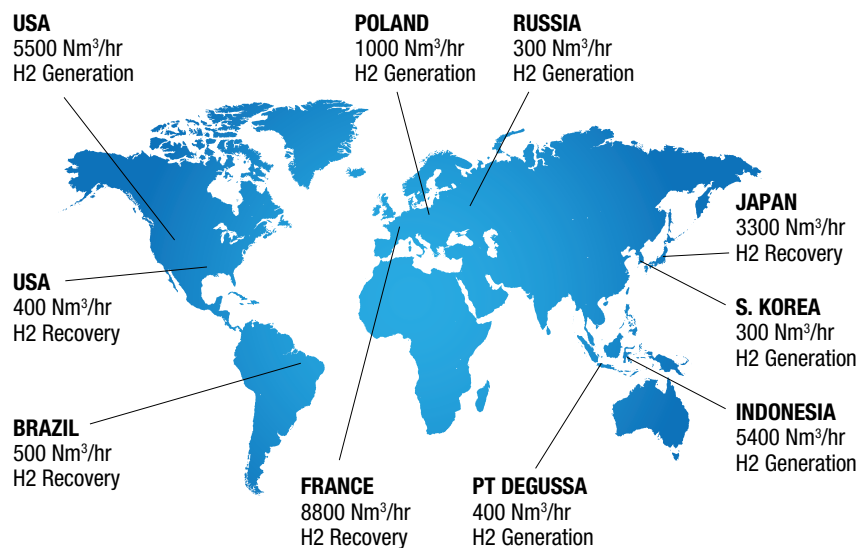 USA
5500 Nm³/hr
H2 Generation
POLAND
1000 Nm³/hr
H2 Generation
RUSSIA
300 Nm³/hr
H2 Generation
JAPAN
3300 Nm³/hr
H2 Recovery
USA
400 Nm³/hr
H2 Recovery
S. KOREA
300 Nm³/hr
H2 Generation
BRAZIL
500 Nm³/hr
H2 Recovery
INDONESIA
5400 Nm³/hr
H2 Generation
FRANCE
8800 Nm³/hr
H2 Recovery
PT DEGUSSA
400 Nm³/hr
H2 Generation